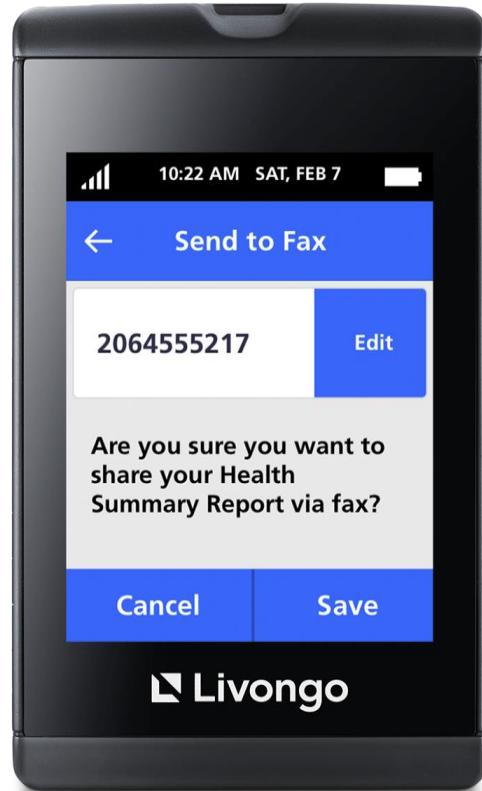 10:22 AM SAT, FEB 7
Send to Fax
2064555217
Edit
Are you sure you want to
share your Health
Summary Report via fax?
Cancel
Save
Livongo